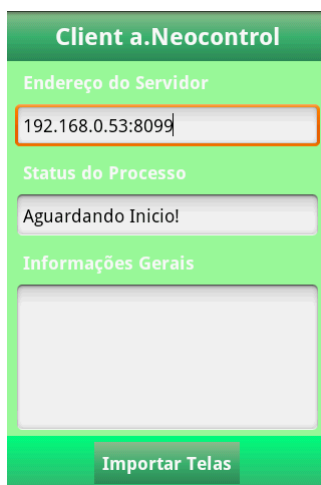 Client a.Neocontrol
Endereço do Servidor
192.168.0.53:8099
Status do Processo
Aguardando Inicio!
Informações Gerais
Importar Telas